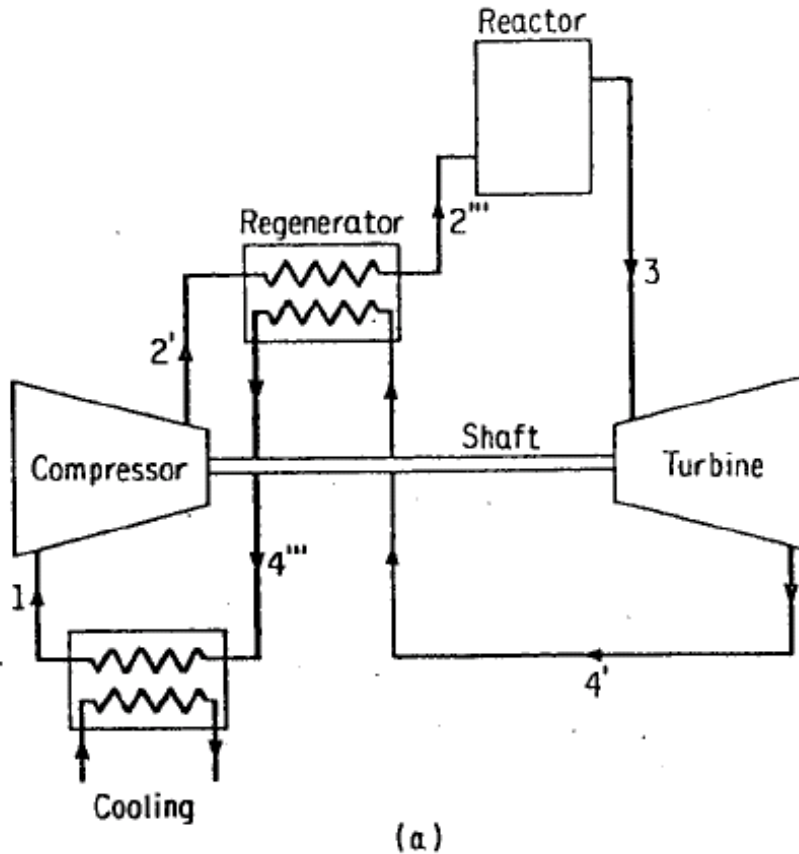 Reactor
Regenerator
2'''
3
2'
Shaft
Compressor
Turbine
4'''
1
4'
Cooling
(a)